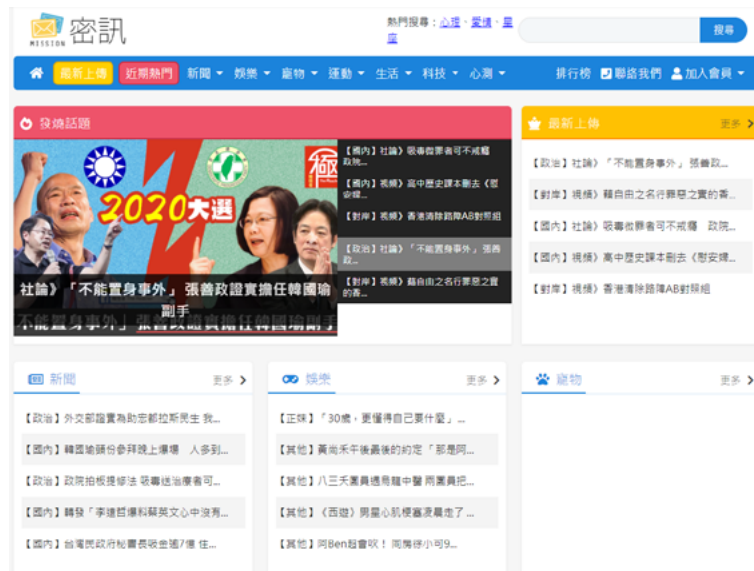 密訊
MISSION
熱門搜尋：心理、愛情、星座
搜尋
最新上傳 近期熱門 新聞 娛樂 寵物 運動 生活 科技 心測 排行榜 聯絡我們 加入會員
發燒話題
2020大選
社論》「不能置身事外」 張善政證實擔任韓國瑜副手
【國內】社論》吸毒微罪者可不戒癮 政院...
【國內】視頻》高中歷史課本刪去《慰安婦...
【對岸】視頻》香港清除路障AB對照組
【政治】社論》「不能置身事外」 張善政...
【對岸】視頻》藉自由之名行罪惡之實的香...
最新上傳 更多
【政治】社論》「不能置身事外」 張善政...
【對岸】視頻》藉自由之名行罪惡之實的香...
【國內】社論》吸毒微罪者可不戒癮 政院...
【國內】視頻》高中歷史課本刪去《慰安婦...
【對岸】視頻》香港清除路障AB對照組
新聞 更多
【政治】外交部證實為助宏都拉斯民生 我...
【國內】韓國瑜頭份參拜晚上爆場 人多到...
【政治】政院拍板提修法 吸毒送治療者可...
【國內】轉發「李遠哲爆料蔡英文心中沒有...
【國內】台灣民政府秘書長吸金逾7億 住...
娛樂 更多
【正妹】「30歲，更懂得自己要什麼」...
【其他】黃尚禾午後最後的約定 「那是阿...
【其他】八三夭團員遇烏龍中醫 兩團員把...
【其他】《西遊》男星心肌梗塞凌晨走了...
【其他】阿Ben超會吹！ 同房徐小可9...
寵物 更多